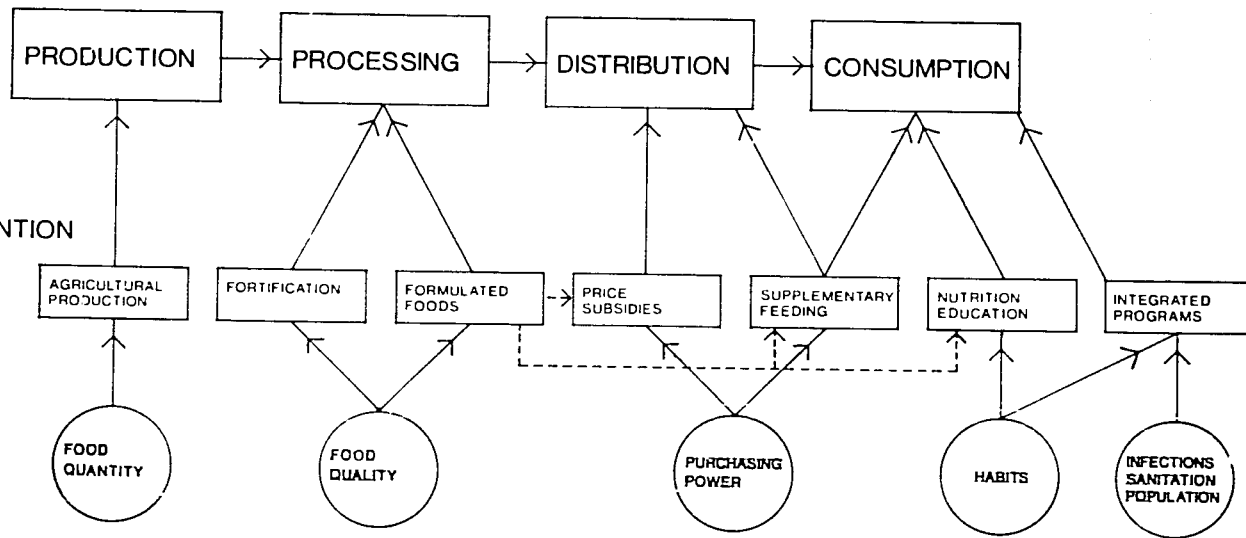 PRODUCTION
PROCESSING
DISTRIBUTION
CONSUMPTION
NTION
AGRICULTURAL
PRODUCTION
FORTIFICATION
FORMULATED
FOODS
PRICE
SUBSIDIES
SUPPLEMENTARY
FEEDING
NUTRITION
EDUCATION
INTEGRATED
PROGRAMS
FOOD
QUANTITY
FOOD
QUALITY
PURCHASING
POWER
HABITS
INFECTIONS
SANITATION
POPULATION